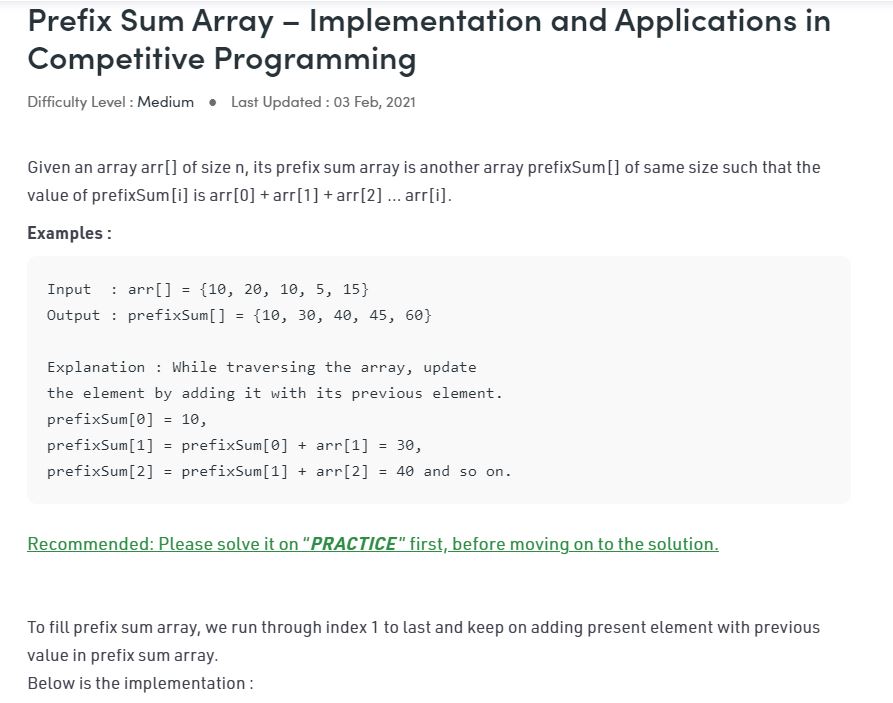 Prefix Sum Array – Implementation and Applications in
Competitive Programming
Difficulty Level : Medium ● Last Updated : 03 Feb, 2021
Given an array arr[] of size n, its prefix sum array is another array prefixSum[] of same size such that the
value of prefixSum[i] is arr[0] + arr[1] + arr[2] … arr[i].
Examples :
Input  : arr[] = {10, 20, 10, 5, 15}
Output : prefixSum[] = {10, 30, 40, 45, 60}
Explanation : While traversing the array, update
the element by adding it with its previous element.
prefixSum[0] = 10,
prefixSum[1] = prefixSum[0] + arr[1] = 30,
prefixSum[2] = prefixSum[1] + arr[2] = 40 and so on.
Recommended: Please solve it on “PRACTICE” first, before moving on to the solution.
To fill prefix sum array, we run through index 1 to last and keep on adding present element with previous
value in prefix sum array.
Below is the implementation :